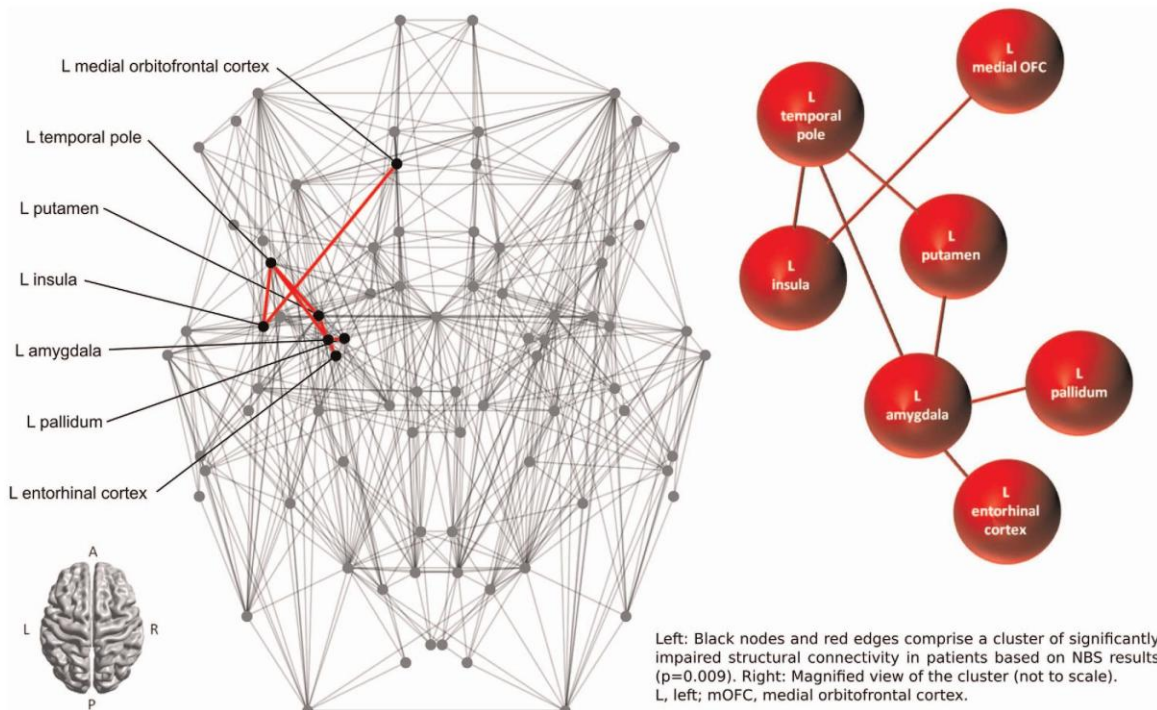 L medial orbitofrontal cortex
L temporal pole
L putamen
L insula
L amygdala
L pallidum
L entorhinal cortex
A
L
R
P
L
medial OFC
L
temporal
pole
L
putamen
L
insula
L
amygdala
L
pallidum
L
entorhinal
cortex
Left: Black nodes and red edges comprise a cluster of significantly
impaired structural connectivity in patients based on NBS results
(p=0.009). Right: Magnified view of the cluster (not to scale).
L, left; mOFC, medial orbitofrontal cortex.